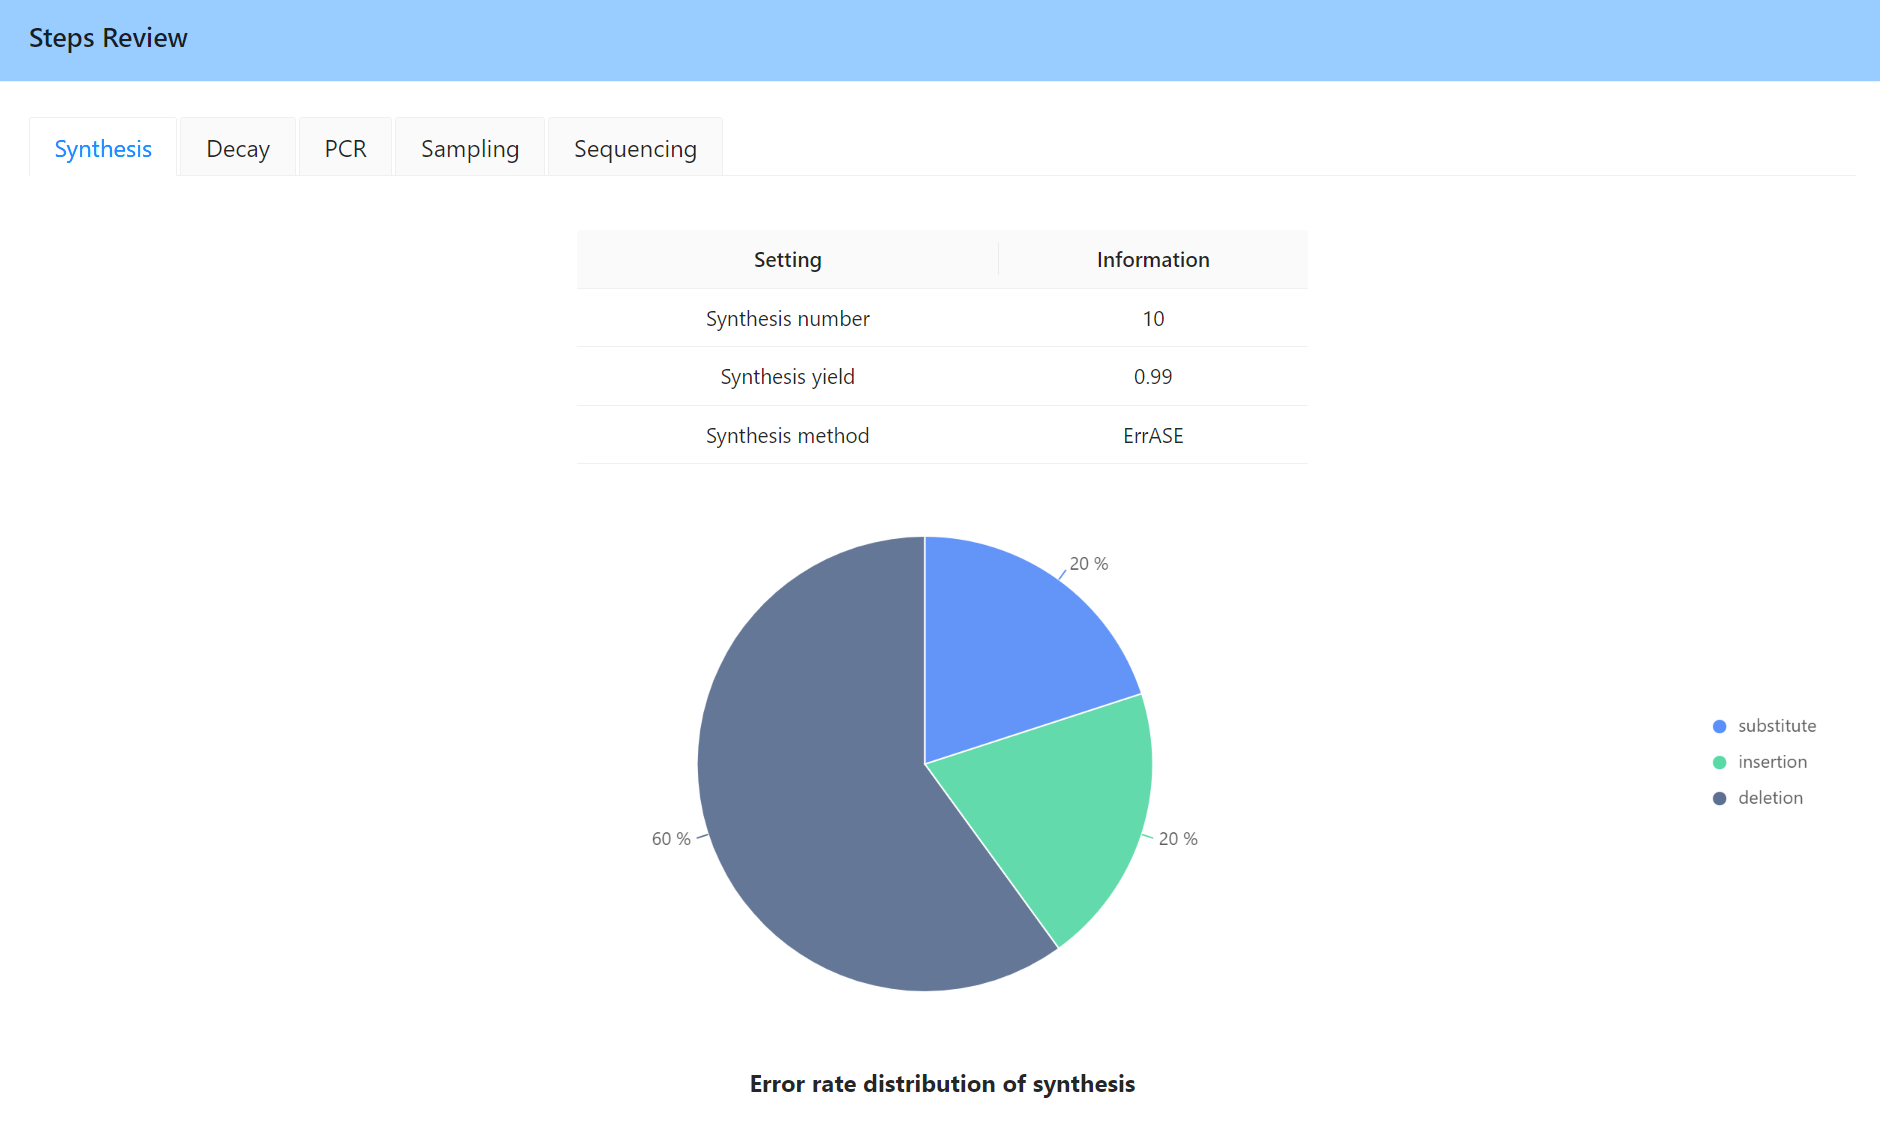 Steps Review
Synthesis Decay PCR Sampling Sequencing
Setting Information
Synthesis number 10
Synthesis yield 0.99
Synthesis method ErrASE
20 %
substitute
insertion
deletion
60 %
20 %
Error rate distribution of synthesis